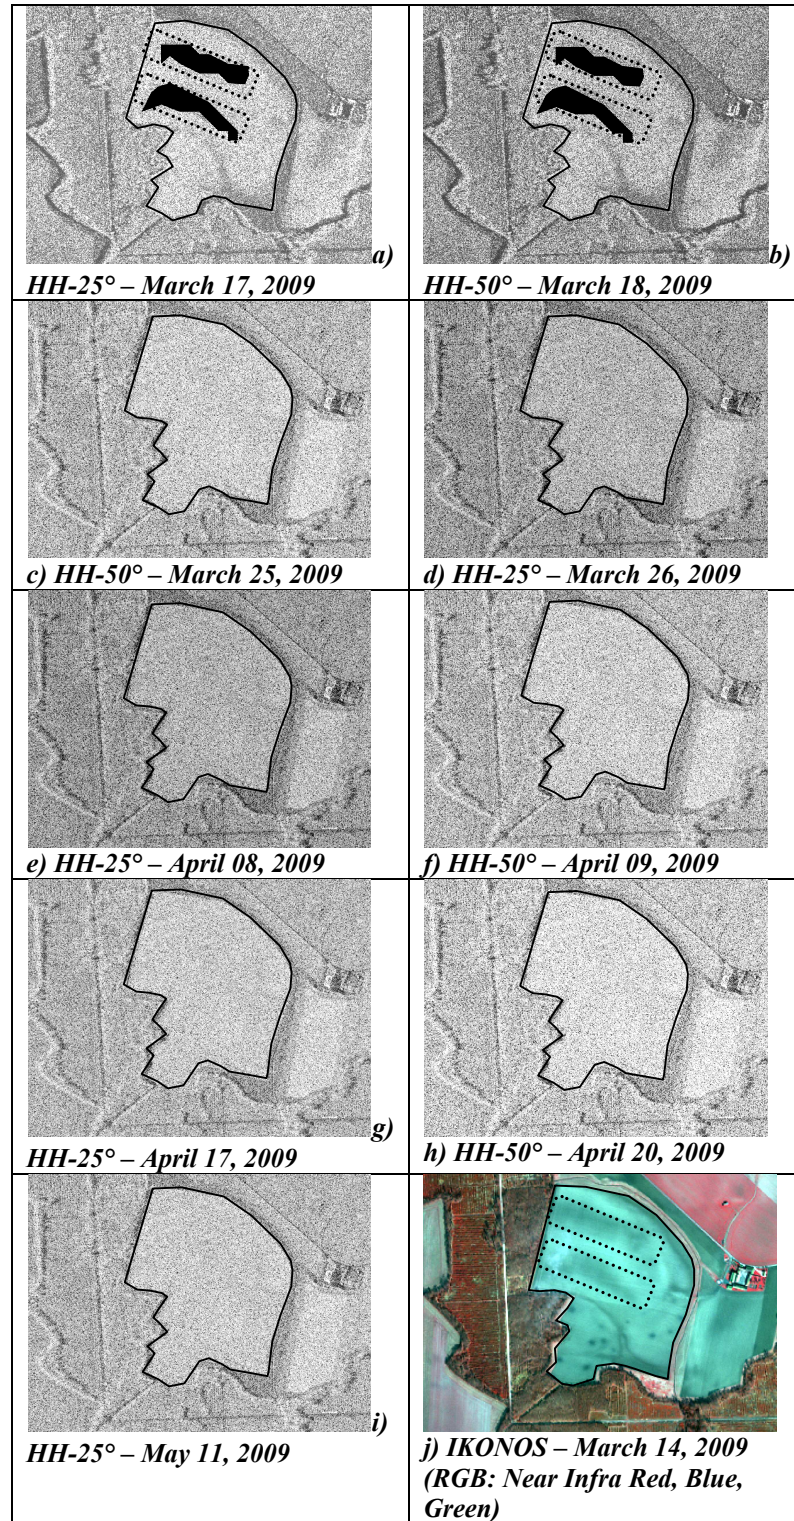 a)
HH-25° – March 17, 2009
b)
HH-50° – March 18, 2009
c) HH-50° – March 25, 2009
d) HH-25° – March 26, 2009
e) HH-25° – April 08, 2009
f) HH-50° – April 09, 2009
g)
HH-25° – April 17, 2009
h) HH-50° – April 20, 2009
i)
HH-25° – May 11, 2009
j) IKONOS – March 14, 2009
(RGB: Near Infra Red, Blue,
Green)